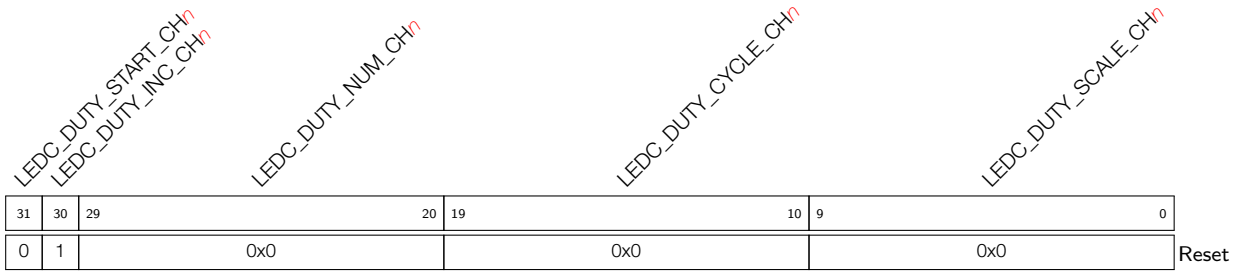 LEDC_DUTY_START_CHn
LEDC_DUTY_INC_CHn
LEDC_DUTY_NUM_CHn
LEDC_DUTY_CYCLE_CHn
LEDC_DUTY_SCALE_CHn
31 30 29 20 19 10 9 0
0 1 0x0 0x0 0x0 Reset